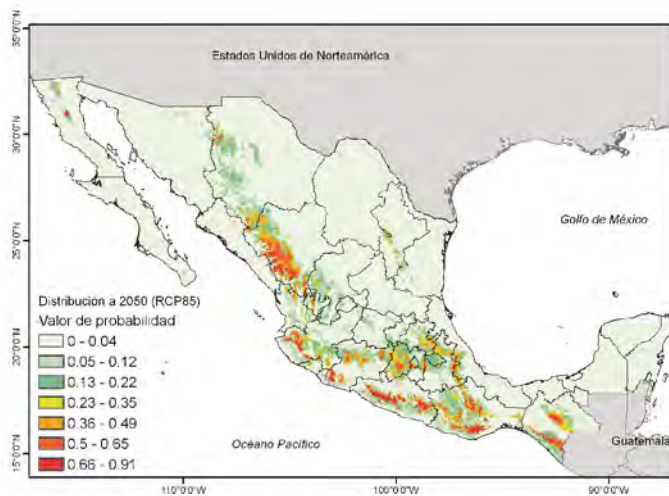 35°0'0"N
Estados Unidos de Norteamárica
30°0'0"N
Golfo de México
25°0'0"N
Distribución a 2050 (RCP85)
Valor de probabilidad
0 - 0.04
20°0'0"N
0.05 - 0.12
0.13 - 0.22
0.23 - 0.35
0.36 - 0.49
0.5 - 0.65
Océano Pacífico
Guatemala
15°0'0"N
0.66 - 0.91
110°0'0"W
100°0'0"W
90°0'0"W